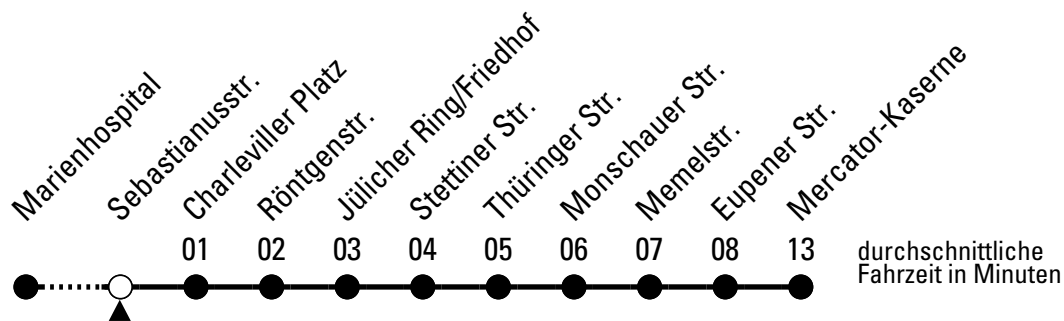 Marienhospital
Sebastianusstr.
Charleviller Platz
Röntgenstr.
Jülicher Ring/Friedhof
Stettiner Str.
Thüringer Str.
Monschauer Str.
Memelstr.
Eupener Str.
Mercator-Kaserne
01 02 03 04 05 06 07 08 13
durchschnittliche
Fahrzeit in Minuten